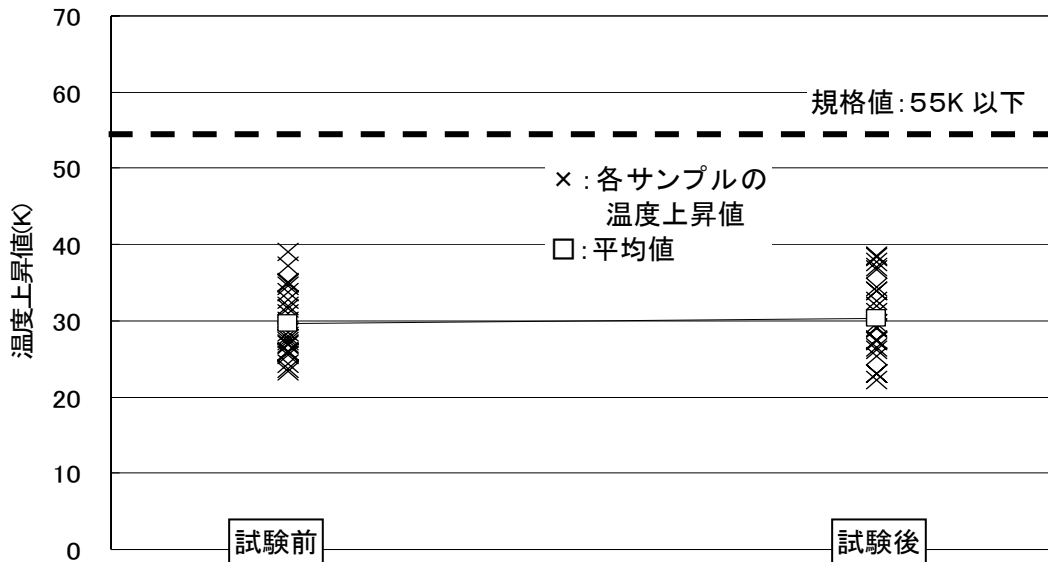 70
60
50
40
30
20
10
0
温度上昇値(K)
規格値:55K 以下
×:各サンプルの
温度上昇値
□:平均値
試験前
試験後